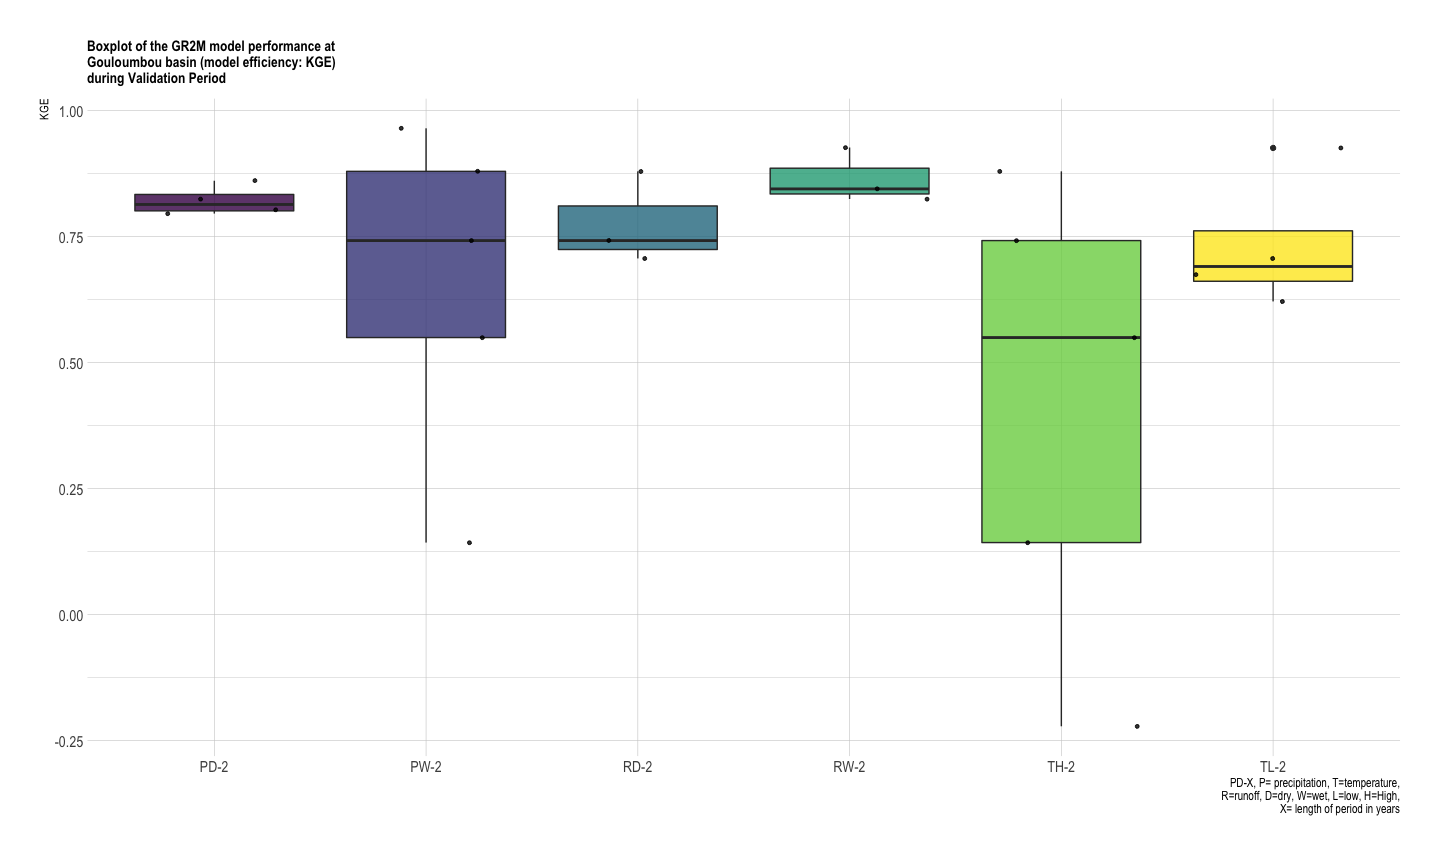 Boxplot of the GR2M model performance at
Gouloumbou basin (model efficiency: KGE)
during Validation Period
KGE
1.00
0.75
0.50
0.25
0.00
-0.25
PD-2 PW-2 RD-2 RW-2 TH-2 TL-2
PD-X, P= precipitation, T=temperature,
R=runoff, D=dry, W=wet, L=low, H=High,
X= length of period in years